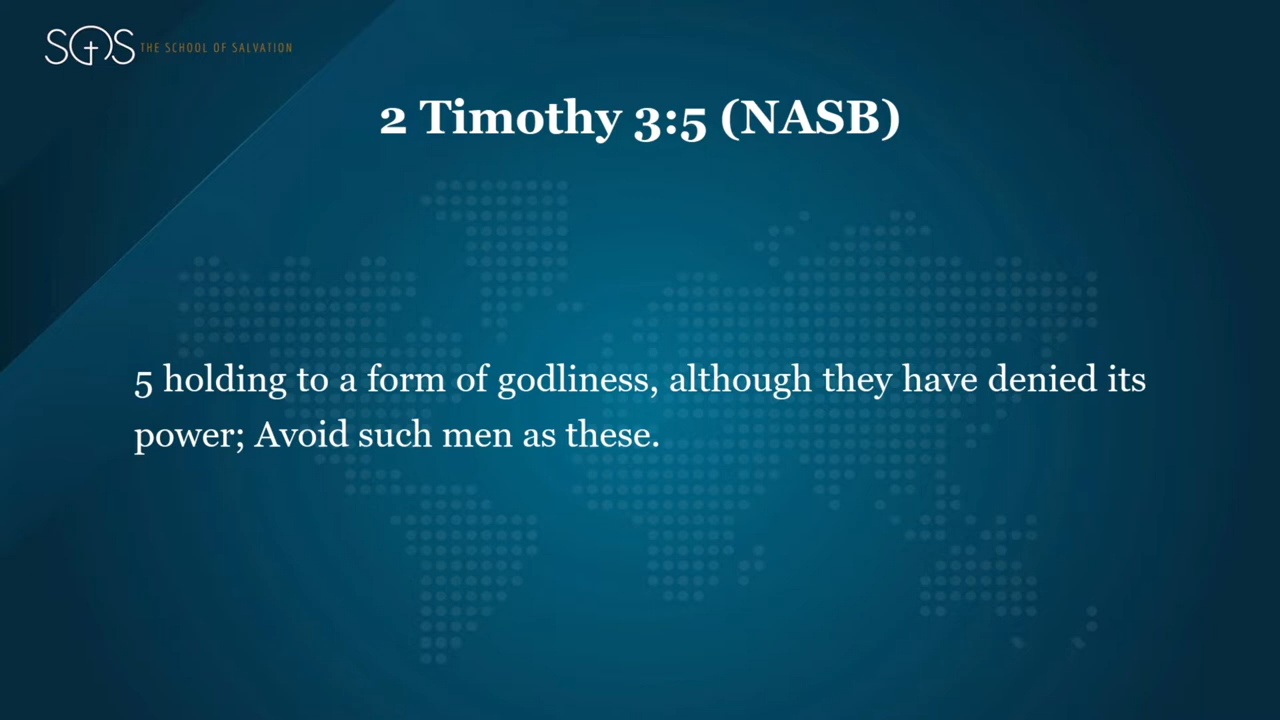 SOS THE SCHOOL OF SALVATION
2 Timothy 3:5 (NASB)
5 holding to a form of godliness, although they have denied its
power; Avoid such men as these.